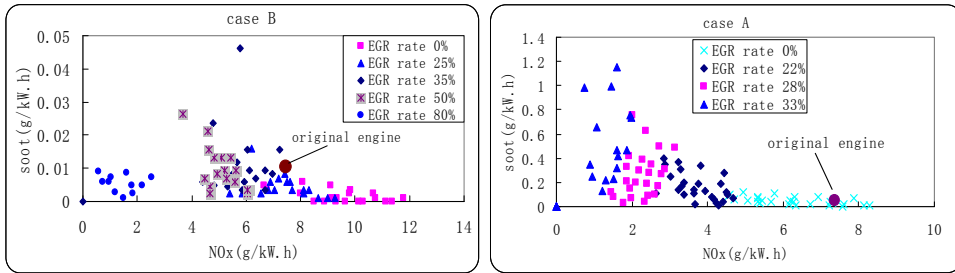 case B
soot(g/kW.h)
0.05
0.04
0.03
0.02
0.01
0
0
2
4
6
8
10
12
14
NOx(g/kW.h)
EGR rate 0%
EGR rate 25%
EGR rate 35%
EGR rate 50%
EGR rate 80%
original engine
case A
soot(g/kW.h)
1.4
1.2
1
0.8
0.6
0.4
0.2
0
0
2
4
6
8
10
NOx(g/kW.h)
EGR rate 0%
EGR rate 22%
EGR rate 28%
EGR rate 33%
original engine